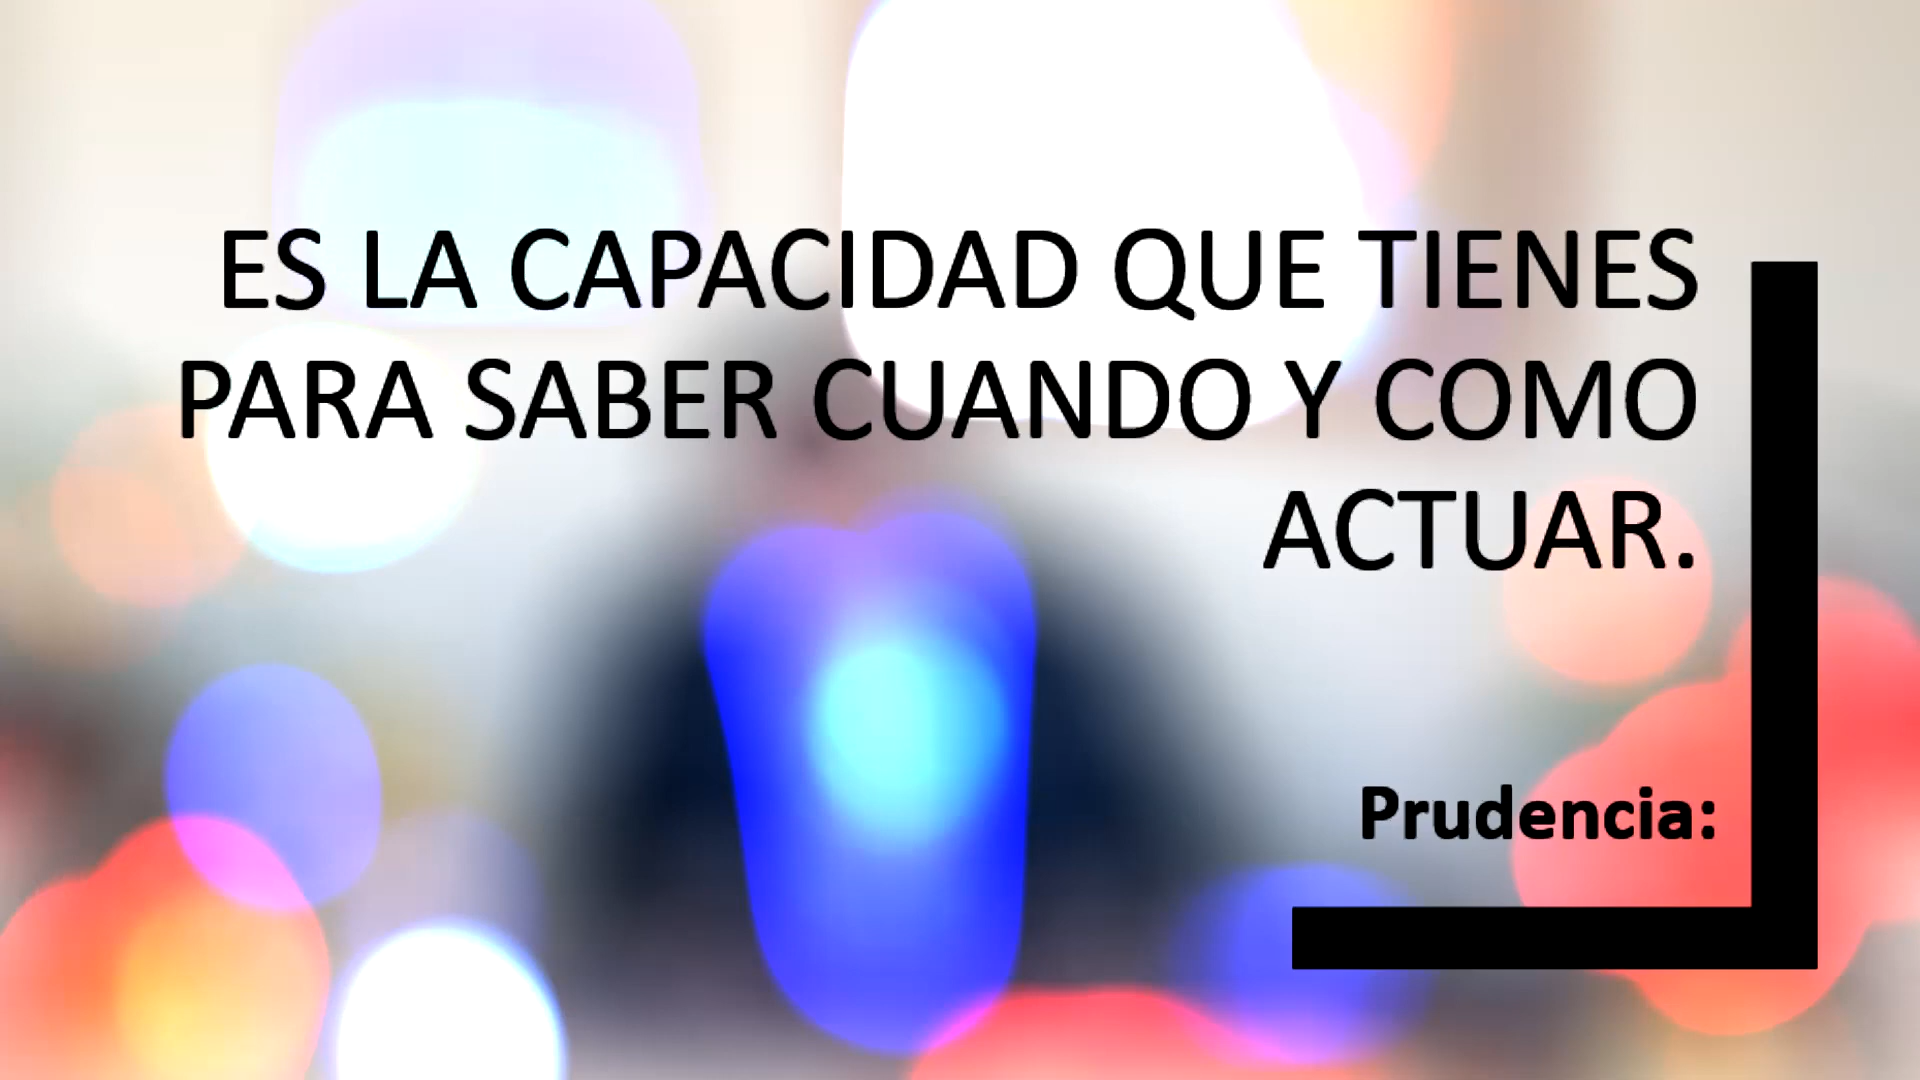 ES LA CAPACIDAD QUE TIENES
PARA SABER CUANDO Y COMO
ACTUAR.
Prudencia: